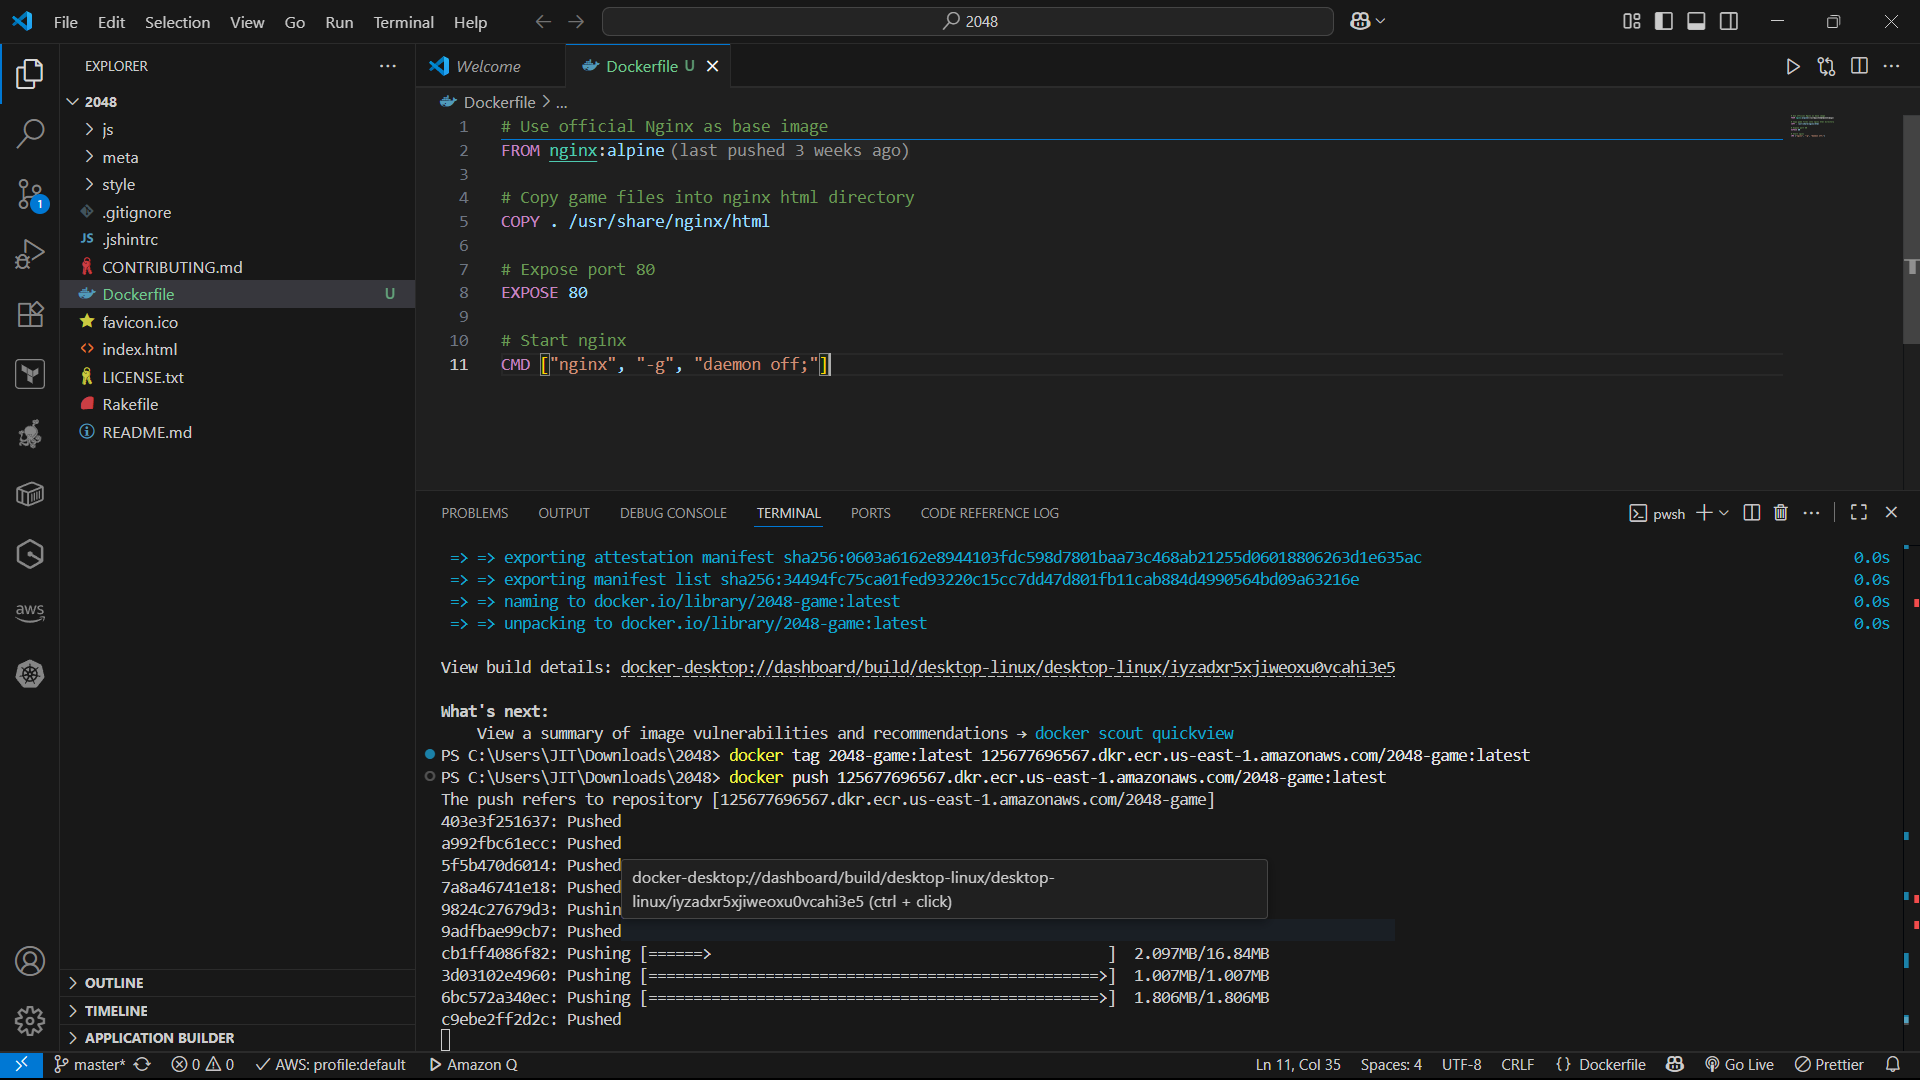 File Edit Selection View Go Run Terminal Help
2048
EXPLORER
Welcome
Dockerfile U
2048
js
meta
style
.gitignore
JS .jshintrc
CONTRIBUTING.md
Dockerfile U
favicon.ico
index.html
LICENSE.txt
Rakefile
README.md
1
aws
OUTLINE
TIMELINE
APPLICATION BUILDER
Dockerfile > ...
1 # Use official Nginx as base image
2 FROM nginx:alpine (last pushed 3 weeks ago)
3
4 # Copy game files into nginx html directory
5 COPY . /usr/share/nginx/html
6
7 # Expose port 80
8 EXPOSE 80
9
10 # Start nginx
11 CMD ["nginx", "-g", "daemon off;"]
PROBLEMS OUTPUT DEBUG CONSOLE TERMINAL PORTS CODE REFERENCE LOG
pwsh
=> => exporting attestation manifest sha256:0603a6162e8944103fdc598d7801baa73c468ab21255d06018806263d1e635ac 0.0s
=> => exporting manifest list sha256:34494fc75ca01fed93220c15cc7dd47d801fb11cab884d4990564bd09a63216e 0.0s
=> => naming to docker.io/library/2048-game:latest 0.0s
=> => unpacking to docker.io/library/2048-game:latest 0.0s
View build details: docker-desktop://dashboard/build/desktop-linux/desktop-linux/iyzadxr5xjiweoxu0vcahi3e5
What's next:
View a summary of image vulnerabilities and recommendations → docker scout quickview
PS C:\Users\JIT\Downloads\2048> docker tag 2048-game:latest 125677696567.dkr.ecr.us-east-1.amazonaws.com/2048-game:latest
PS C:\Users\JIT\Downloads\2048> docker push 125677696567.dkr.ecr.us-east-1.amazonaws.com/2048-game:latest
The push refers to repository [125677696567.dkr.ecr.us-east-1.amazonaws.com/2048-game]
403e3f251637: Pushed
a992fbc61ecc: Pushed
5f5b470d6014: Pushed
7a8a46741e18: Pushed
9824c27679d3: Pushin
9adfbae99cb7: Pushed
docker-desktop://dashboard/build/desktop-linux/desktop-
linux/iyzadxr5xjiweoxu0vcahi3e5 (ctrl + click)
cb1ff4086f82: Pushing [======> ] 2.097MB/16.84MB
3d03102e4960: Pushing [==================================================>] 1.007MB/1.007MB
6bc572a340ec: Pushing [==================================================>] 1.806MB/1.806MB
c9ebe2ff2d2c: Pushed
master* 0 0 AWS: profile:default Amazon Q Ln 11, Col 35 Spaces: 4 UTF-8 CRLF {} Dockerfile Go Live Prettier